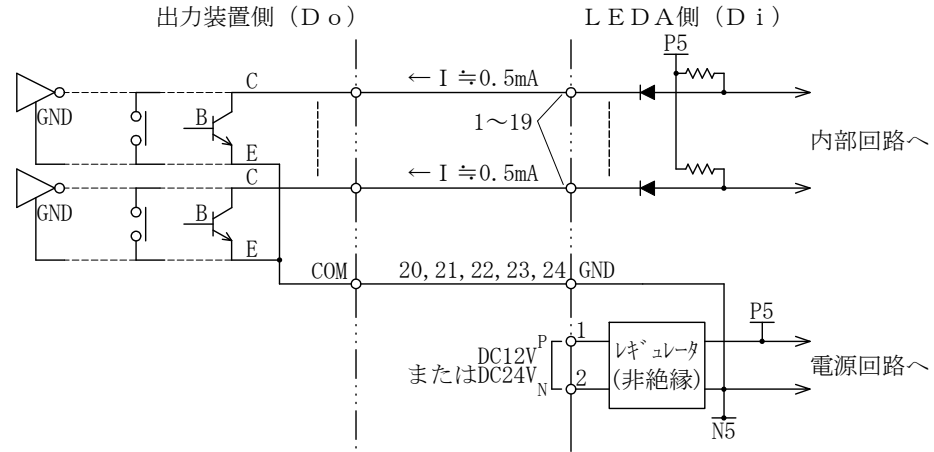 出力装置側（Ｄｏ）
ＬＥＤＡ側（Ｄｉ）
P5
C
←Ｉ≒0.5mA
GND
B
1～19
内部回路へ
E
C
←Ｉ≒0.5mA
GND
B
E
COM
20,21,22,23,24
GND
P5
P
1
DC12V
またはDC24V
N
2
ﾚｷﾞｭﾚｰﾀ
(非絶縁)
電源回路へ
N5